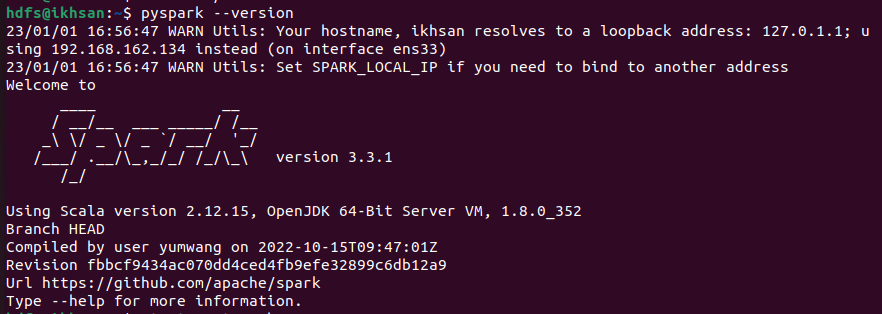 hdfs@ikhsan:~$ pyspark --version
23/01/01 16:56:47 WARN Utils: Your hostname, ikhsan resolves to a loopback address: 127.0.1.1; u
sing 192.168.162.134 instead (on interface ens33)
23/01/01 16:56:47 WARN Utils: Set SPARK_LOCAL_IP if you need to bind to another address
Welcome to
      ____              __
     / __/__  ___ _____/ /__
    _\ \/ _ \/ _ `/ __/  '_/
   /___/ .__/\_,_/_/ /_/\_\   version 3.3.1
      /_/
Using Scala version 2.12.15, OpenJDK 64-Bit Server VM, 1.8.0_352
Branch HEAD
Compiled by user yumwang on 2022-10-15T09:47:01Z
Revision fbbcf9434ac070dd4ced4fb9efe32899c6db12a9
Url https://github.com/apache/spark
Type --help for more information.